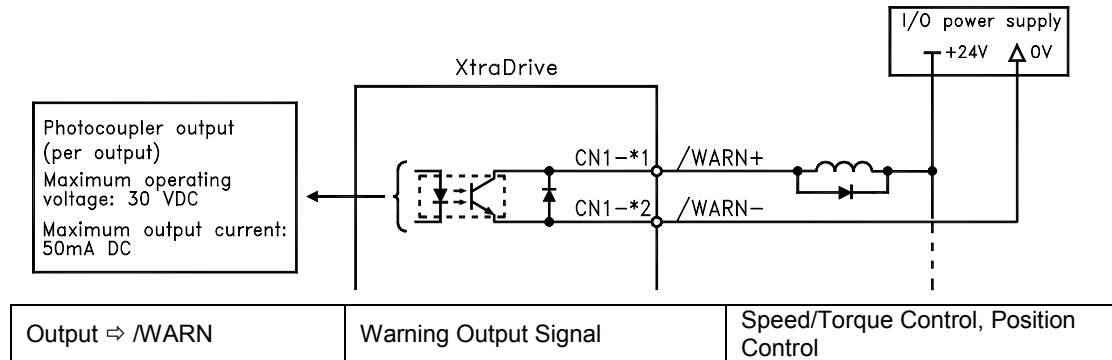 I/O power supply
+24V 0V
XtraDrive
Photocoupler output
(per output)
Maximum operating
voltage: 30 VDC
Maximum output current:
50mA DC
CN1-*1 /WARN+
CN1-*2 /WARN-
Output ⇨ /WARN
Warning Output Signal
Speed/Torque Control, Position
Control